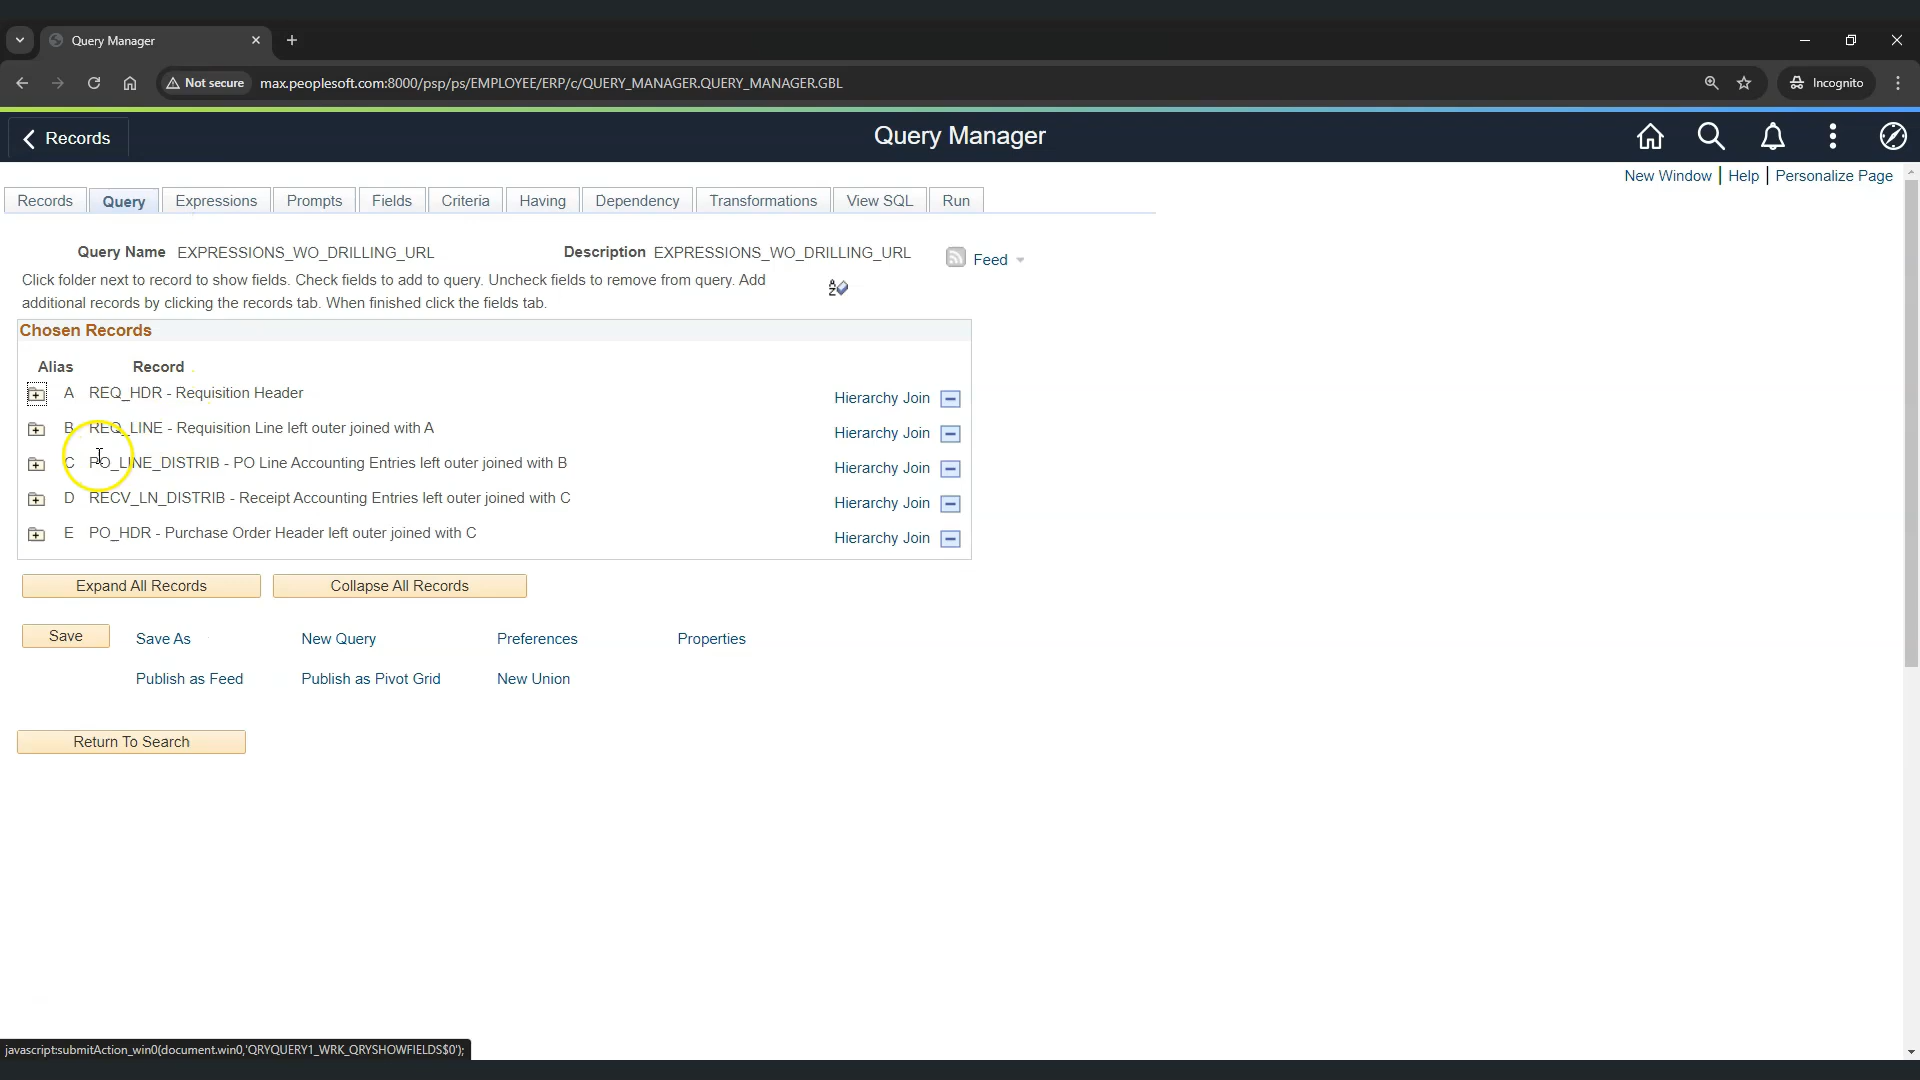 Query Manager
Not secure
max.peoplesoft.com:8000/psp/ps/EMPLOYEE/ERP/c/QUERY_MANAGER.QUERY_MANAGER.GBL
Incognito
Records
Query Manager
New Window
Help
Personalize Page
Records
Query
Expressions
Prompts
Fields
Criteria
Having
Dependency
Transformations
View SQL
Run
Query Name EXPRESSIONS_WO_DRILLING_URL
Description EXPRESSIONS_WO_DRILLING_URL
Feed
Click folder next to record to show fields. Check fields to add to query. Uncheck fields to remove from query. Add
additional records by clicking the records tab. When finished click the fields tab.
Chosen Records
Alias Record
A REQ_HDR - Requisition Header Hierarchy Join
B REQ_LINE - Requisition Line left outer joined with A Hierarchy Join
C PO_LINE_DISTRIB - PO Line Accounting Entries left outer joined with B Hierarchy Join
D RECV_LN_DISTRIB - Receipt Accounting Entries left outer joined with C Hierarchy Join
E PO_HDR - Purchase Order Header left outer joined with C Hierarchy Join
Expand All Records
Collapse All Records
Save
Save As
New Query
Preferences
Properties
Publish as Feed
Publish as Pivot Grid
New Union
Return To Search
javascript:submitAction_win0(document.win0,'QRYQUERY1_WRK_QRYSHOWFIELDS$0');